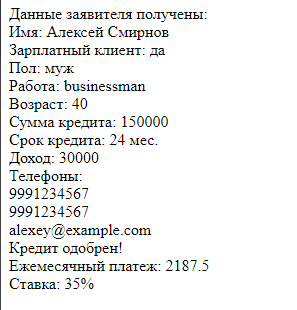 Данные заявителя получены:
Имя: Алексей Смирнов
Зарплатный клиент: да
Пол: муж
Работа: businessman
Возраст: 40
Сумма кредита: 150000
Срок кредита: 24 мес.
Доход: 30000
Телефоны:
9991234567
9991234567
alexey@example.com
Кредит одобрен!
Ежемесячный платеж: 2187.5
Ставка: 35%